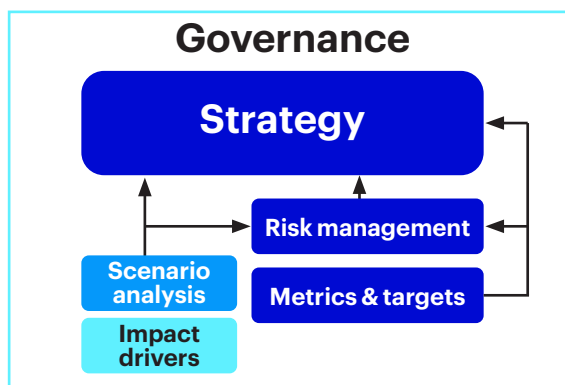 Governance
Strategy
Risk management
Scenario
analysis
Metrics & targets
Impact
drivers